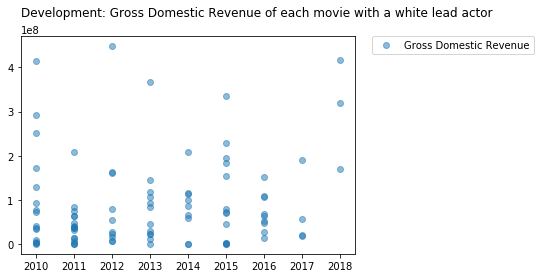 Development: Gross Domestic Revenue of each movie with a white lead actor
1e8
Gross Domestic Revenue
4
3
2
1
0
2010 2011 2012 2013 2014 2015 2016 2017 2018